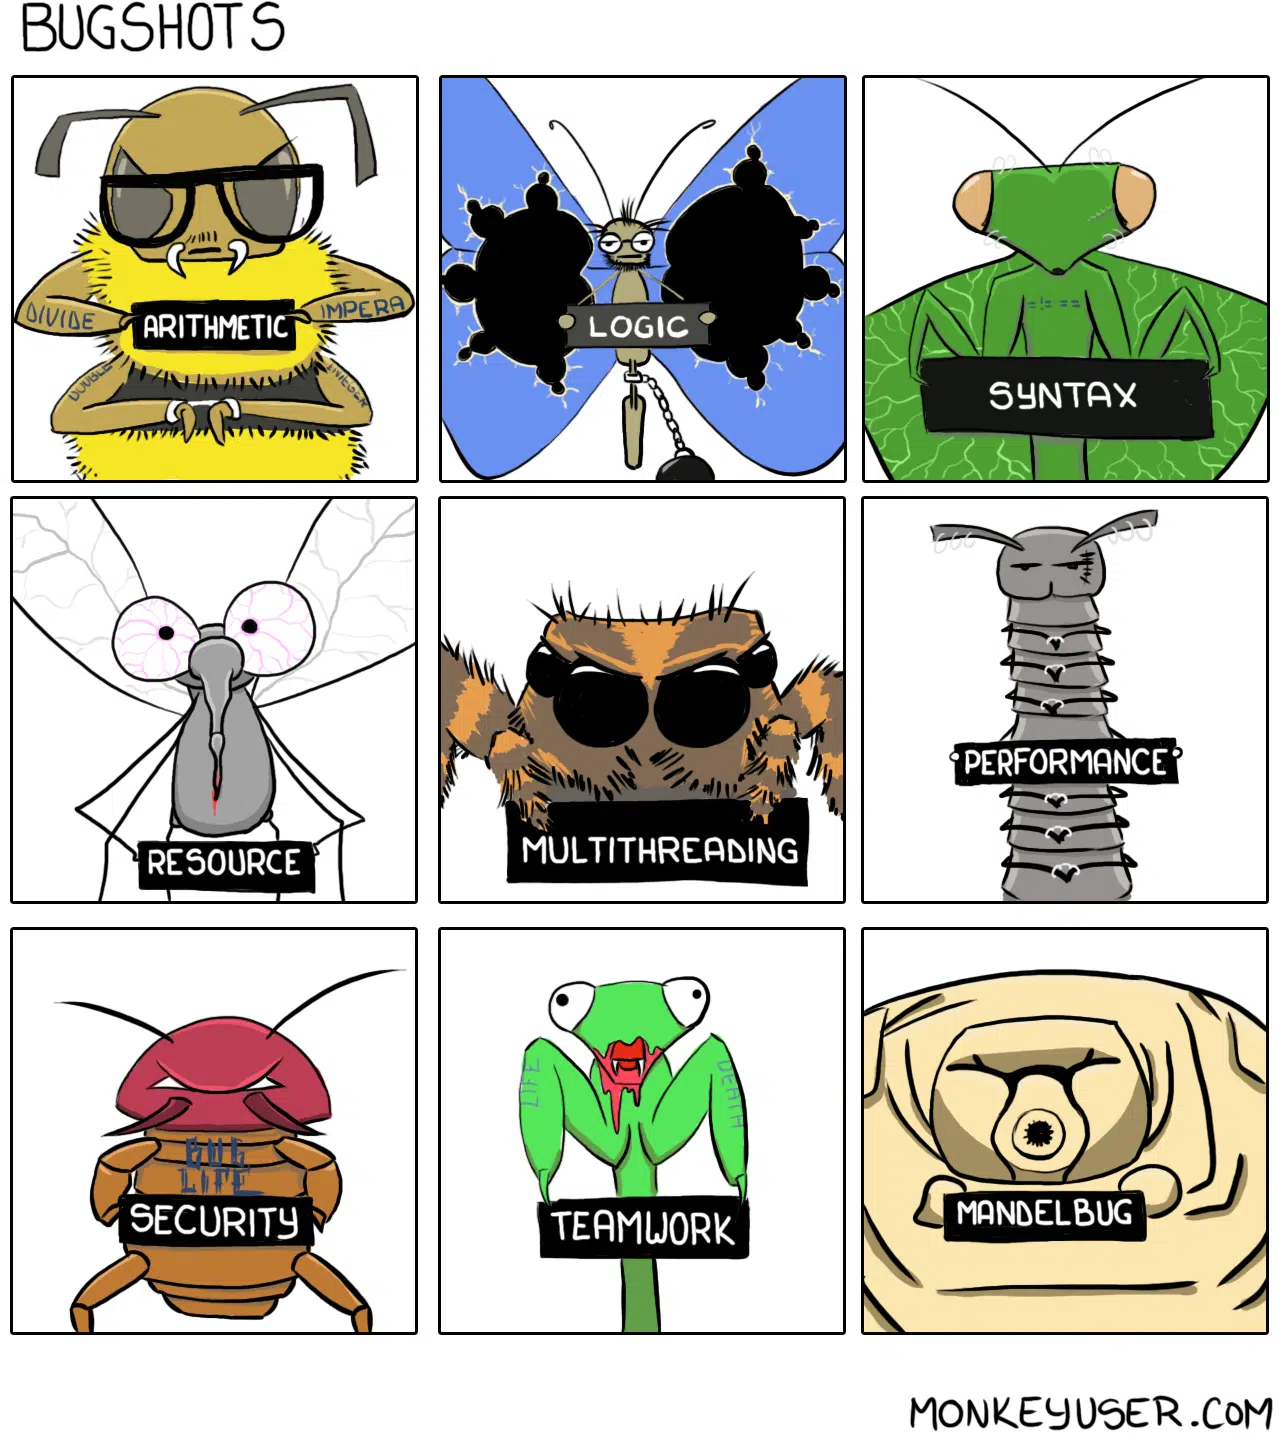 BUGSHOTS
DIVIDE
IMPERA
ARITHMETIC
DOUBLE
INTEGER
LOGIC
=!= ==
SYNTAX
RESOURCE
MULTITHREADING
PERFORMANCE
BUG
LIFE
SECURITY
LIFE
DEATH
TEAMWORK
MANDELBUG
MONKEYUSER.COM